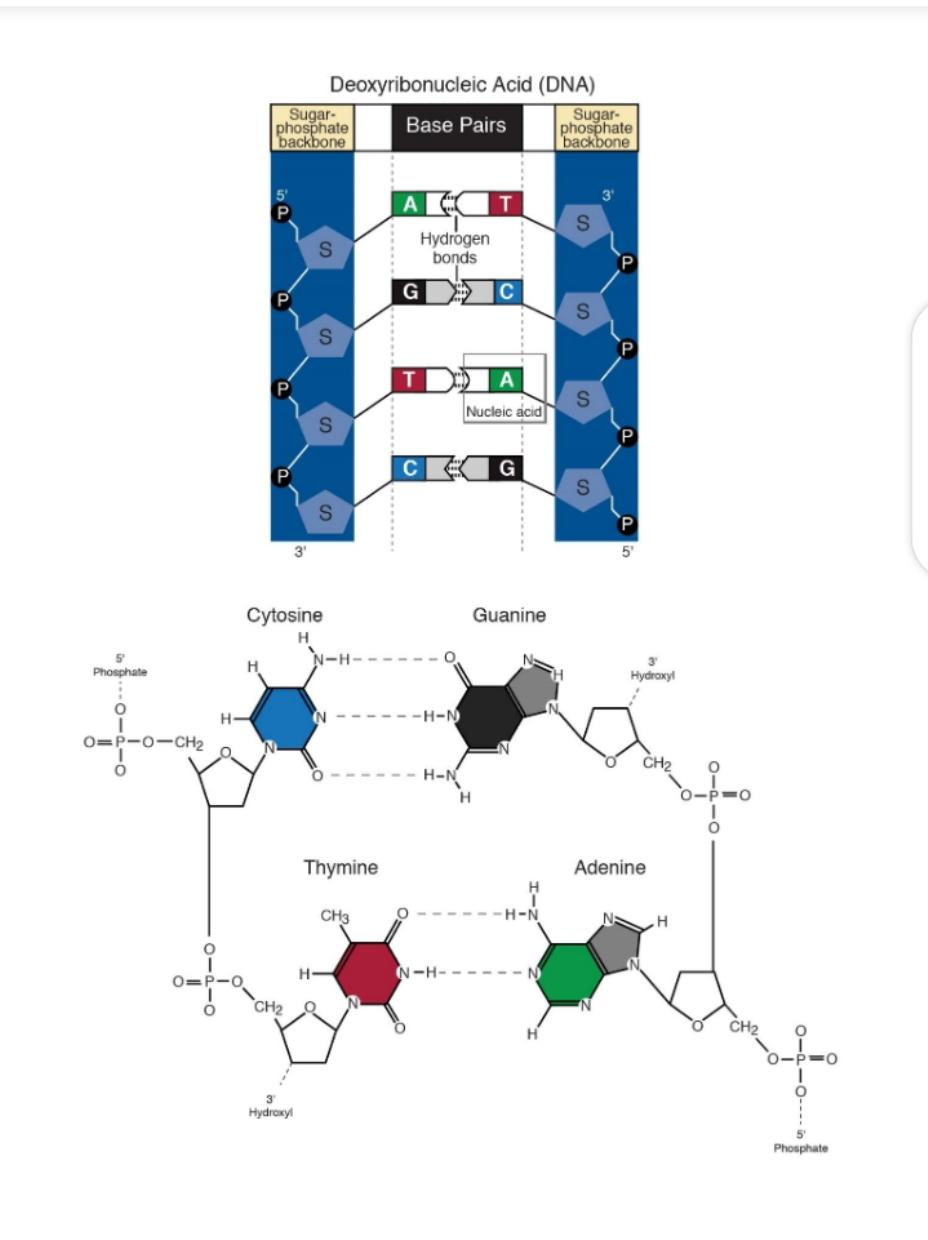 Deoxyribonucleic Acid (DNA)
Sugar-
phosphate
backbone
Base Pairs
Sugar-
phosphate
backbone
5'
3'
P
A
T
S
S
Hydrogen
bonds
P
P
G
C
S
S
P
P
T
A
Nucleic acid
S
S
P
P
C
G
S
S
P
3'
5'
Cytosine
Guanine
5'
Phosphate
H
H
N-H
O
N
H
3'
Hydroxyl
O
H
N
H-N
N
O=P-O-CH2
O
O
N
O
H-N
N
H
O
CH2
O
O-P=O
O
Thymine
Adenine
H
CH3
O
H-N
N
H
O
O=P-O
O
CH2
H
N-H
N
N
O
N
O
H
N
O
CH2
O
O-P=O
O
3'
Hydroxyl
5'
Phosphate